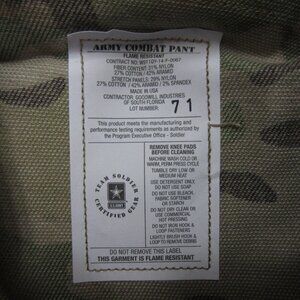 ARMY COMBAT PANT
FLAME RESISTANT
CONTRACT NO: W911QY-14-F-0067
FIBER CONTENT: 31% NYLON
27% COTTON / 42% ARAMID
STRETCH PANELS: 29% NYLON
27% COTTON / 42% ARAMID / 2% SPANDEX
MADE IN USA
CONTRACTOR: GOODWILL INDUSTRIES
OF SOUTH FLORIDA
LOT NUMBER: 71
This product meets the manufacturing and
performance testing requirements as authorized by
the Program Executive Office - Soldier
TEAM SOLDIER
U.S.ARMY
CERTIFIED GEAR
REMOVE KNEE PADS
BEFORE CLEANING
MACHINE WASH COLD OR
WARM, PERM.PRESS CYCLE
TUMBLE DRY LOW OR
MEDIUM HEAT
USE DETERGENT ONLY.
DO NOT USE SOAP
DO NOT USE BLEACH,
FABRIC SOFTENER
OR STARCH
DO NOT DRY-CLEAN OR
USE COMMERCIAL
HOT PRESSING
DO NOT IRON HOOK &
LOOP FASTENERS
LIGHTLY BRUSH HOOK &
LOOP TO REMOVE DEBRIS
DO NOT REMOVE THIS LABEL
THIS GARMENT IS FLAME RESISTANT